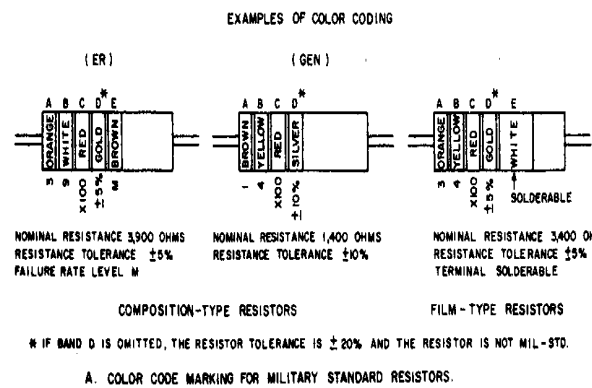 EXAMPLES OF COLOR CODING
(ER)
(GEN)
A B C D* E
A B C D*
A B C D* E
ORANGE WHITE RED GOLD BROWN
BROWN YELLOW RED SILVER
ORANGE YELLOW RED GOLD WHITE
3 9 X100 ±5% M
1 4 X100 ±10%
3 4 X100 ±5%
SOLDERABLE
NOMINAL RESISTANCE 3,900 OHMS
RESISTANCE TOLERANCE ±5%
FAILURE RATE LEVEL M
NOMINAL RESISTANCE 1,400 OHMS
RESISTANCE TOLERANCE ±10%
NOMINAL RESISTANCE 3,400 O
RESISTANCE TOLERANCE ±5%
TERMINAL SOLDERABLE
COMPOSITION-TYPE RESISTORS
FILM-TYPE RESISTORS
* IF BAND D IS OMITTED, THE RESISTOR TOLERANCE IS ±20% AND THE RESISTOR IS NOT MIL-STD.
A. COLOR CODE MARKING FOR MILITARY STANDARD RESISTORS.